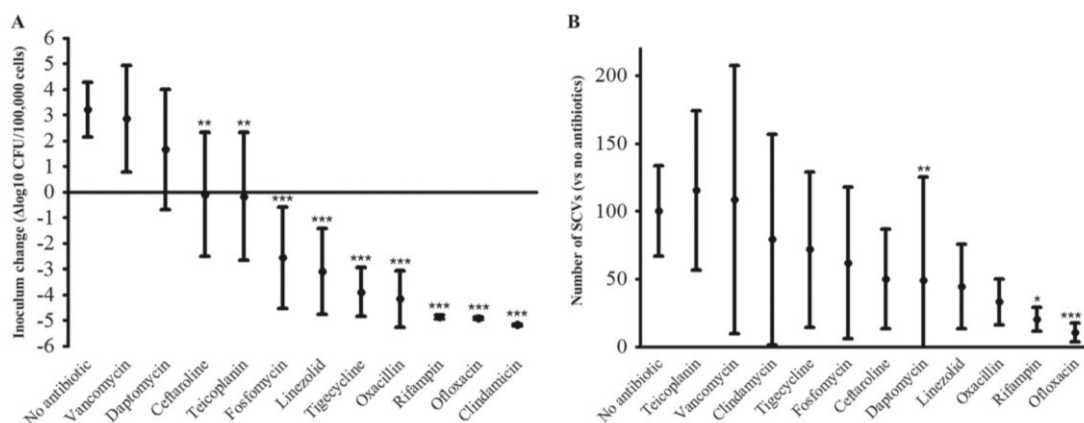 A
Inoculum change (Δlog10 CFU/100,000 cells)
6
5
4
3
2
1
0
-1
-2
-3
-4
-5
-6
**
**
***
***
***
***
***
***
***
No antibiotic
Vancomycin
Daptomycin
Ceftaroline
Teicoplanin
Fosfomycin
Linezolid
Tigecycline
Oxacillin
Rifampin
Ofloxacin
Clindamicin
B
Number of SCVs (vs no antibiotics)
200
150
100
50
0
**
*
***
No antibiotic
Teicoplanin
Vancomycin
Clindamycin
Tigecycline
Fosfomycin
Ceftaroline
Daptomycin
Linezolid
Oxacillin
Rifampin
Ofloxacin